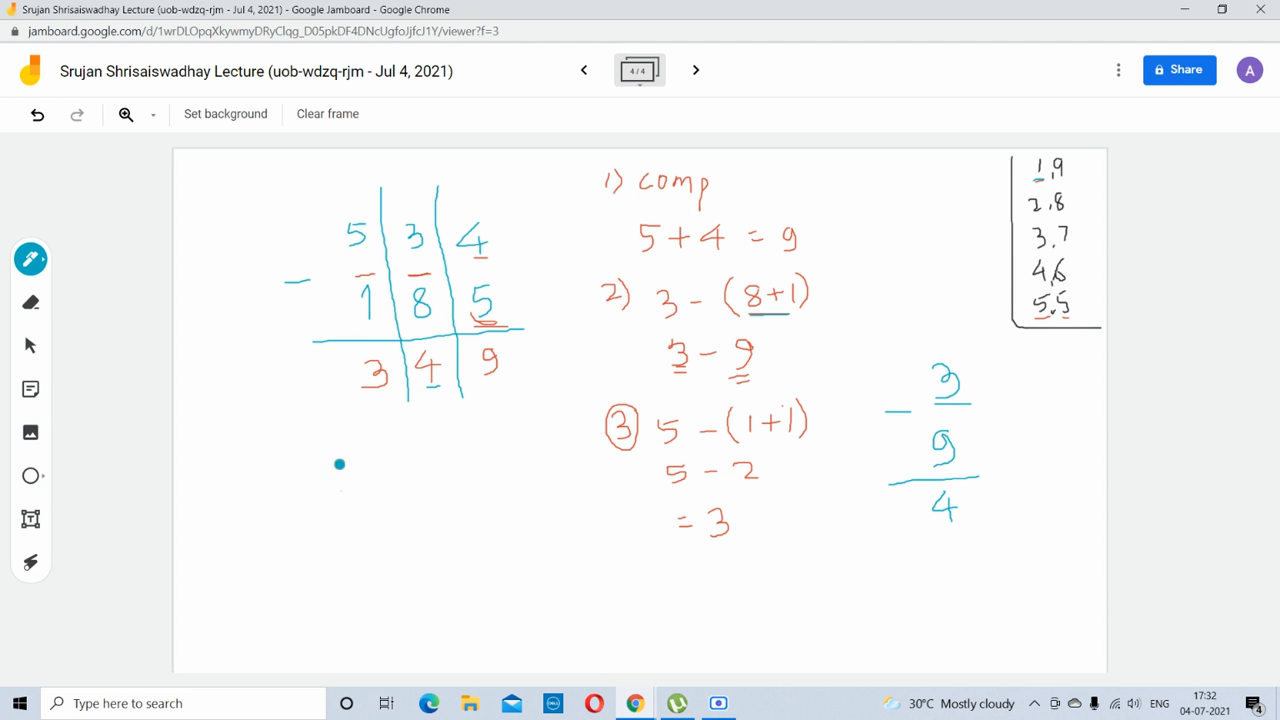 Srujan Shrisaiswadhay Lecture (uob-wdzq-rjm - Jul 4, 2021) - Google Jamboard - Google Chrome
jamboard.google.com/d/1wrDLOpqXkywmyDRyClqg_D05pkDF4DNcUgfoJjfcJ1Y/viewer?f=3
Srujan Shrisaiswadhay Lecture (uob-wdzq-rjm - Jul 4, 2021)
4 / 4
Share
A
Set background
Clear frame
5 3 4
- 1 8 5
3 4 9
1) comp
5 + 4 = 9
2) 3 - (8+1)
3 - 9
3 5 - (1+1)
5 - 2
= 3
1,9
2,8
3,7
4,6
5,5
3
- 9
4
Type here to search
DELL
30°C Mostly cloudy
ENG
17:32
04-07-2021
4